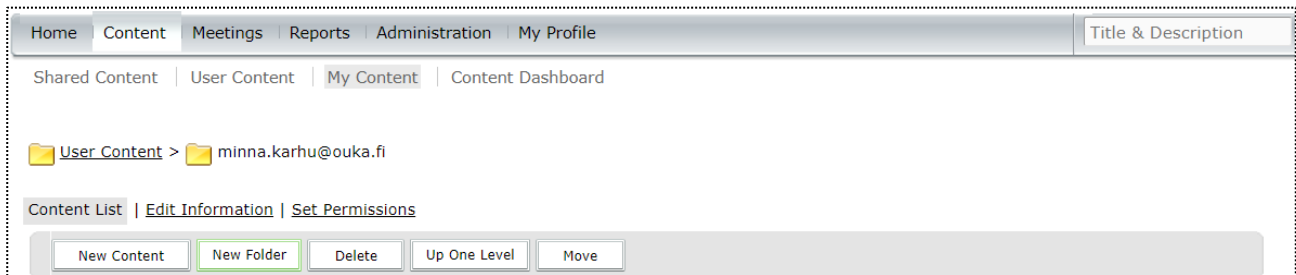 Home Content Meetings Reports Administration My Profile Title & Description
Shared Content User Content My Content Content Dashboard
User Content > minna.karhu@ouka.fi
Content List | Edit Information | Set Permissions
New Content New Folder Delete Up One Level Move